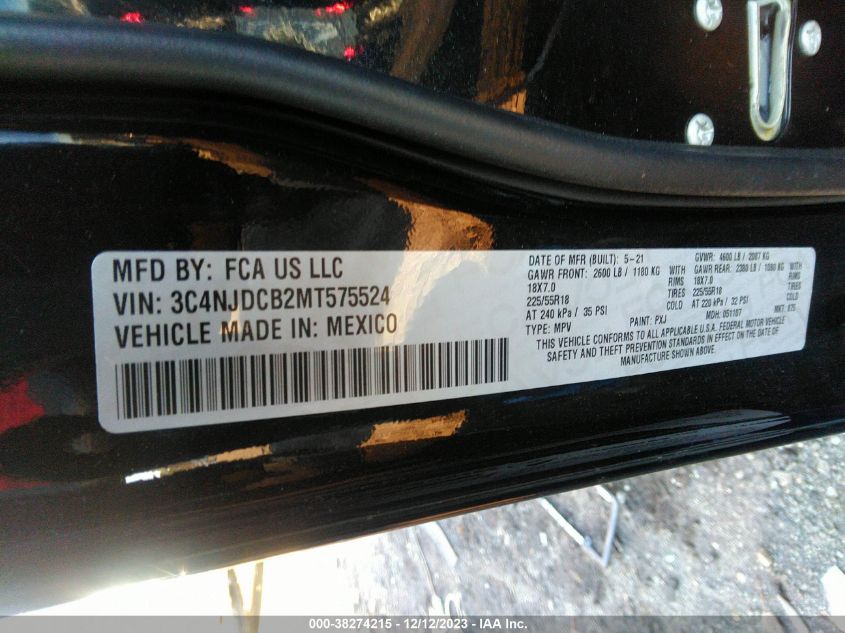 MFD BY: FCA US LLC
VIN: 3C4NJDCB2MT575524
VEHICLE MADE IN: MEXICO
DATE OF MFR (BUILT): 5-21
GVWR: 4600 LB / 2087 KG
GAWR FRONT: 2600 LB / 1180 KG
WITH
GAWR REAR: 2380 LB / 1080 KG
WITH
18X7.0
RIMS
18X7.0
RIMS
225/55R18
TIRES
225/55R18
TIRES
AT 240 kPa / 35 PSI
COLD
AT 220 kPa / 32 PSI
COLD
TYPE: MPV
PAINT: PXJ
MDH: 051107
MKT: 875
THIS VEHICLE CONFORMS TO ALL APPLICABLE U.S.A. FEDERAL MOTOR VEHICLE
SAFETY AND THEFT PREVENTION STANDARDS IN EFFECT ON THE DATE OF
MANUFACTURE SHOWN ABOVE.
000-38274215 - 12/12/2023 - IAA Inc.